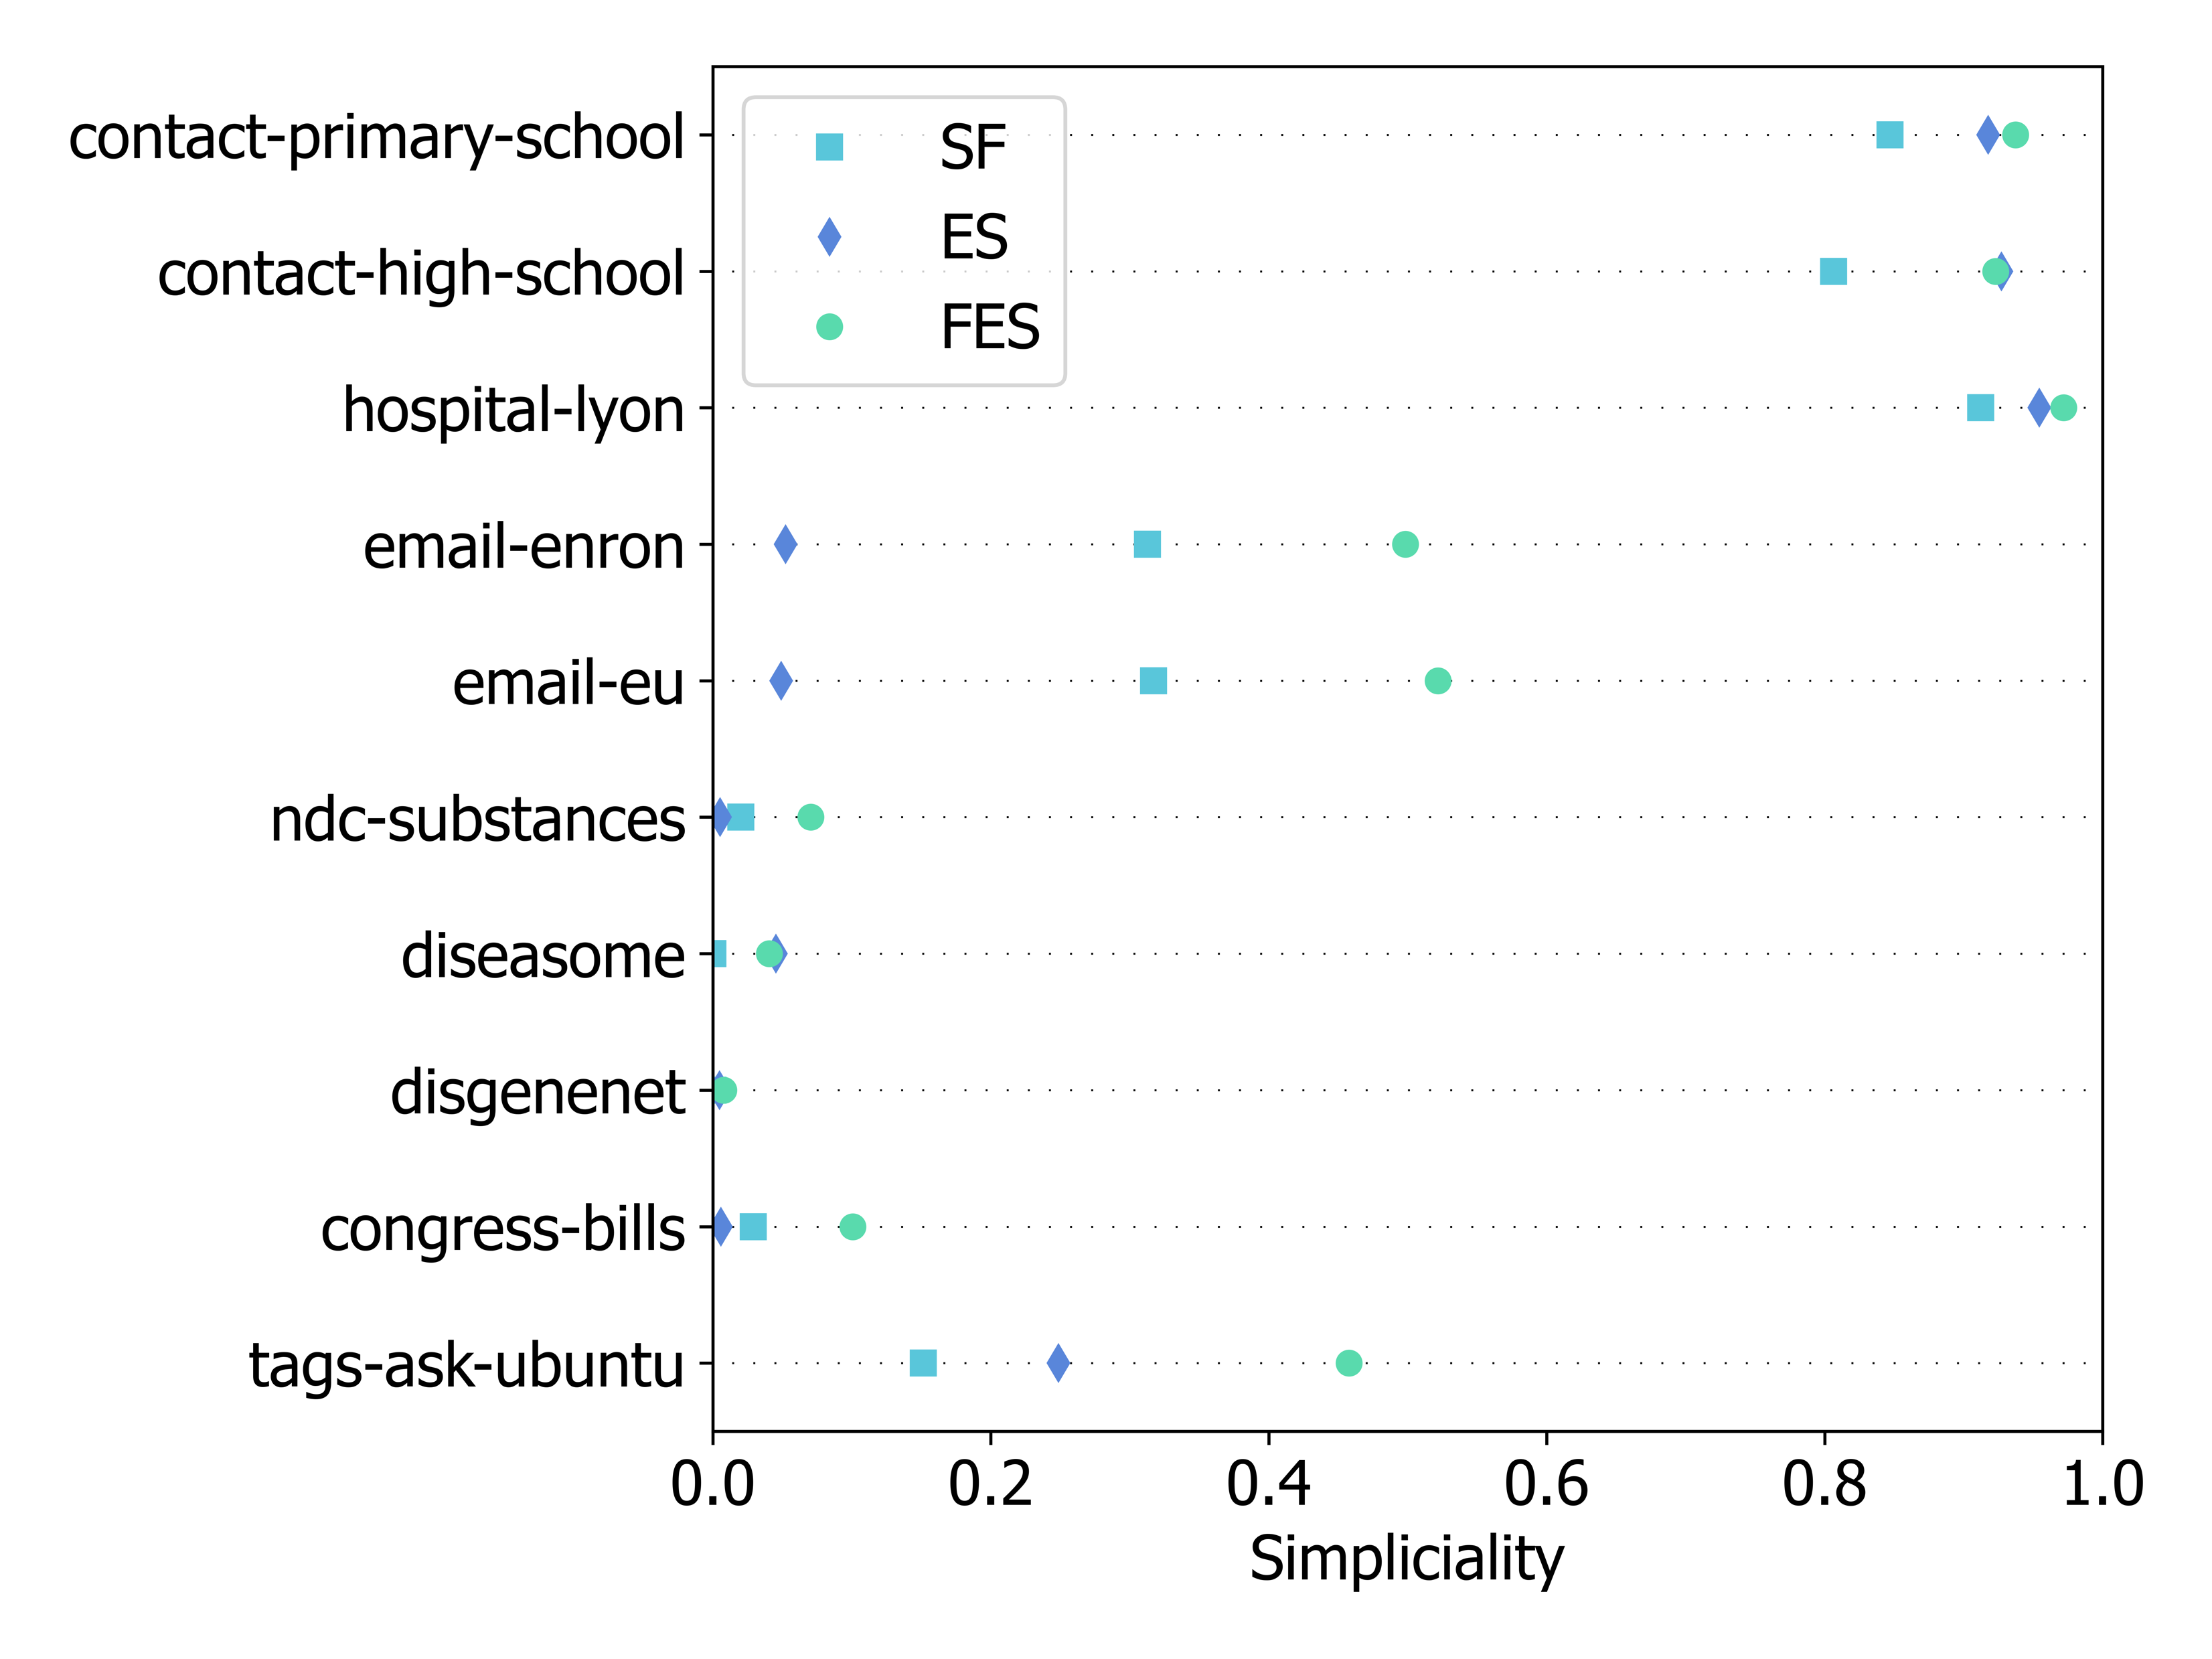 contact-primary-school
contact-high-school
hospital-lyon
email-enron
email-eu
ndc-substances
diseasome
disgenenet
congress-bills
tags-ask-ubuntu
SF
ES
FES
0.0 0.2 0.4 0.6 0.8 1.0
Simpliciality